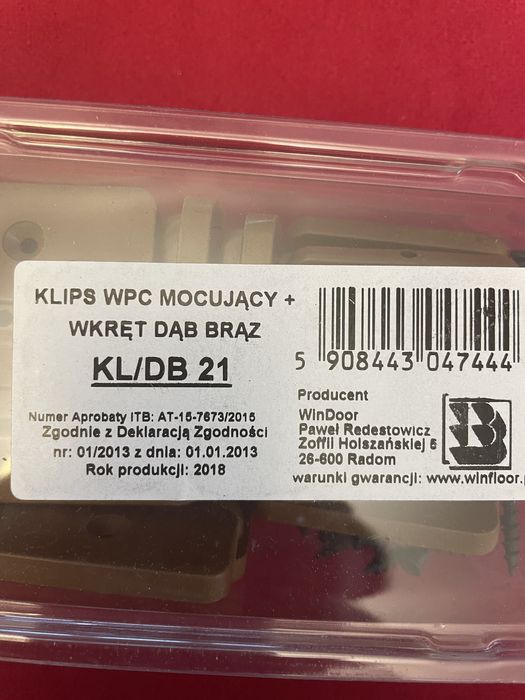 KLIPS WPC MOCUJĄCY +
WKRĘT DĄB BRĄZ
KL/DB 21
Numer Aprobaty ITB: AT-15-7673/2015
Zgodnie z Deklaracją Zgodności
nr: 01/2013 z dnia: 01.01.2013
Rok produkcji: 2018
5 908443 047444
Producent
WinDoor
Paweł Redestowicz
Zoffii Holszańskiej 5
26-600 Radom
warunki gwarancji: www.winfloor.p